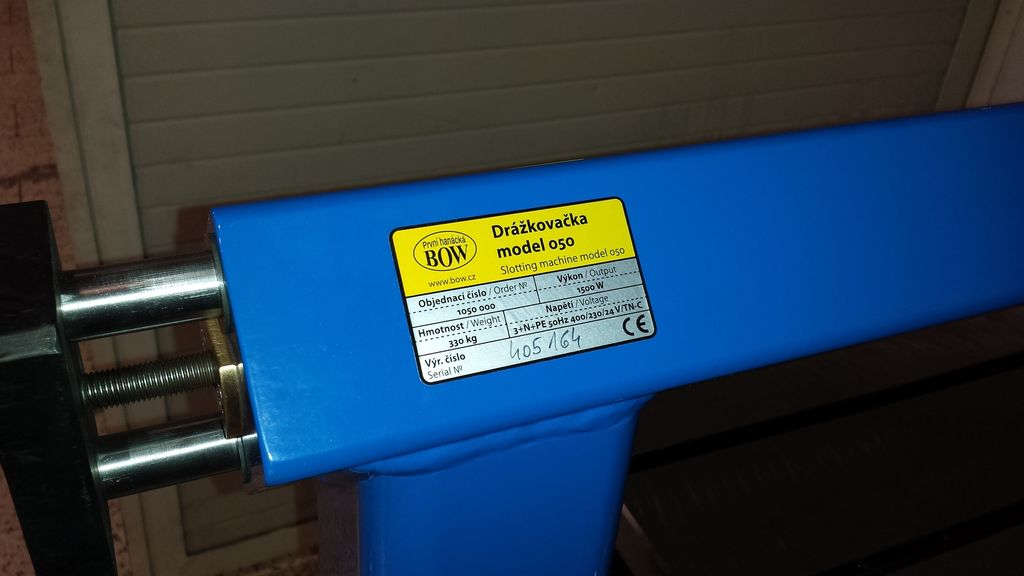 První hanácká
BOW
www.bow.cz
Drážkovačka
model 050
Slotting machine model 050
Objednací číslo / Order №
1050 000
Výkon / Output
1500 W
Hmotnost / Weight
330 kg
Napětí / Voltage
3+N+PE 50Hz 400/230/24 V/TN-C
Výr. číslo
Serial №
405164
CE